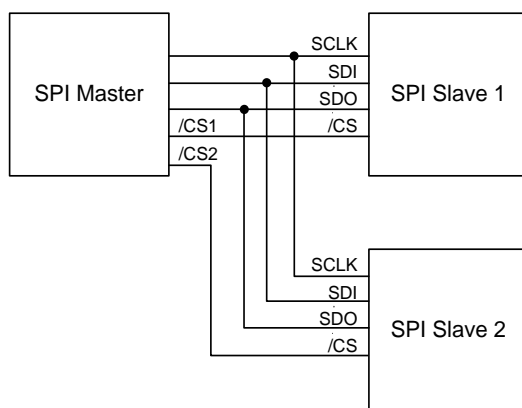 SPI Master
/CS1
/CS2
SCLK
SDI
SDO
/CS
SPI Slave 1
SCLK
SDI
SDO
/CS
SPI Slave 2